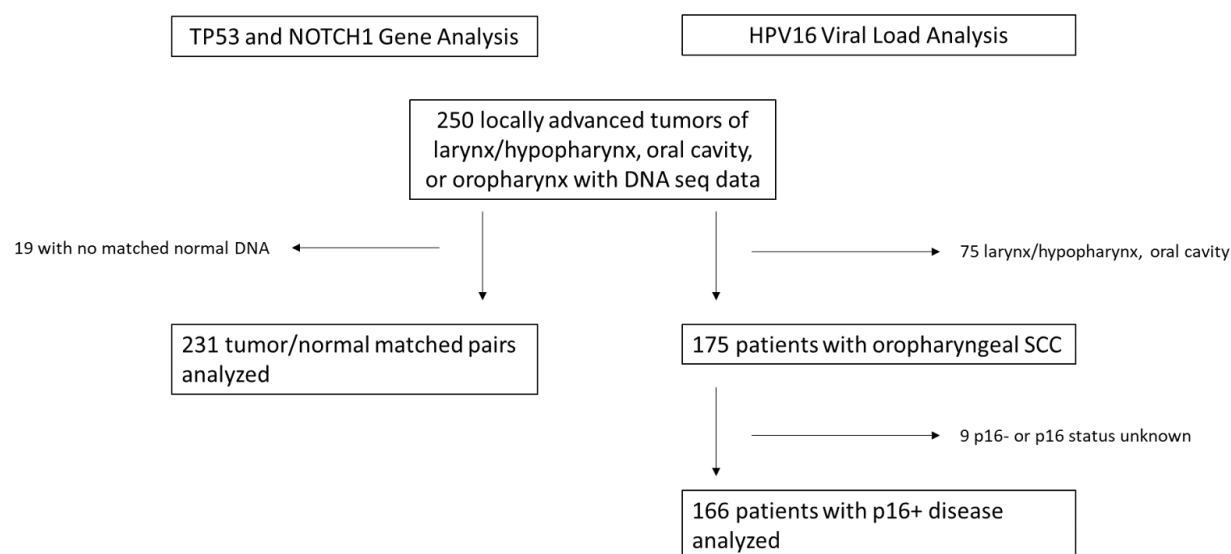 TP53 and NOTCH1 Gene Analysis
HPV16 Viral Load Analysis
250 locally advanced tumors of
larynx/hypopharynx, oral cavity,
or oropharynx with DNA seq data
19 with no matched normal DNA
75 larynx/hypopharynx, oral cavity
231 tumor/normal matched pairs
analyzed
175 patients with oropharyngeal SCC
9 p16- or p16 status unknown
166 patients with p16+ disease
analyzed